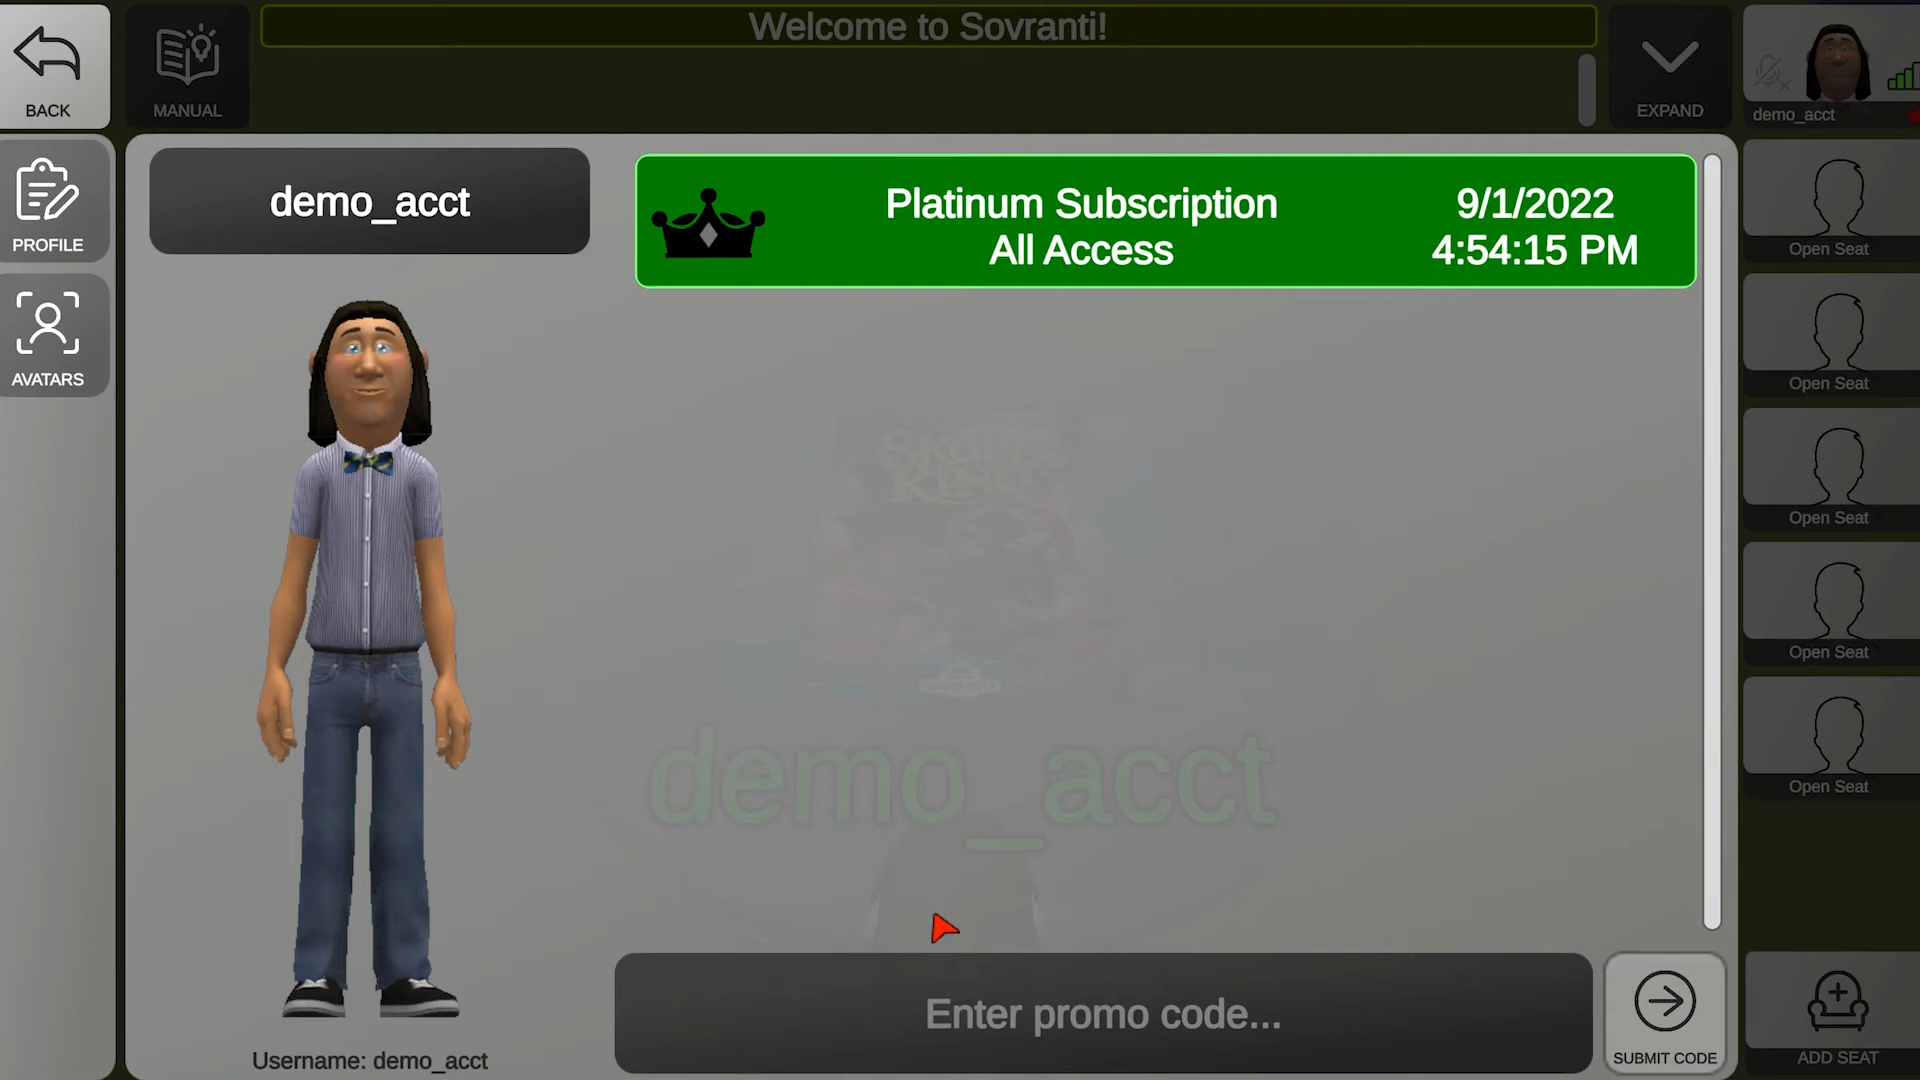 Welcome to Sovranti!
BACK
MANUAL
EXPAND
demo_acct
PROFILE
AVATARS
demo_acct
Platinum Subscription
All Access
9/1/2022
4:54:15 PM
Open Seat
Open Seat
Open Seat
Open Seat
Open Seat
SKULL
KING
demo_acct
Enter promo code...
SUBMIT CODE
ADD SEAT
Username: demo_acct